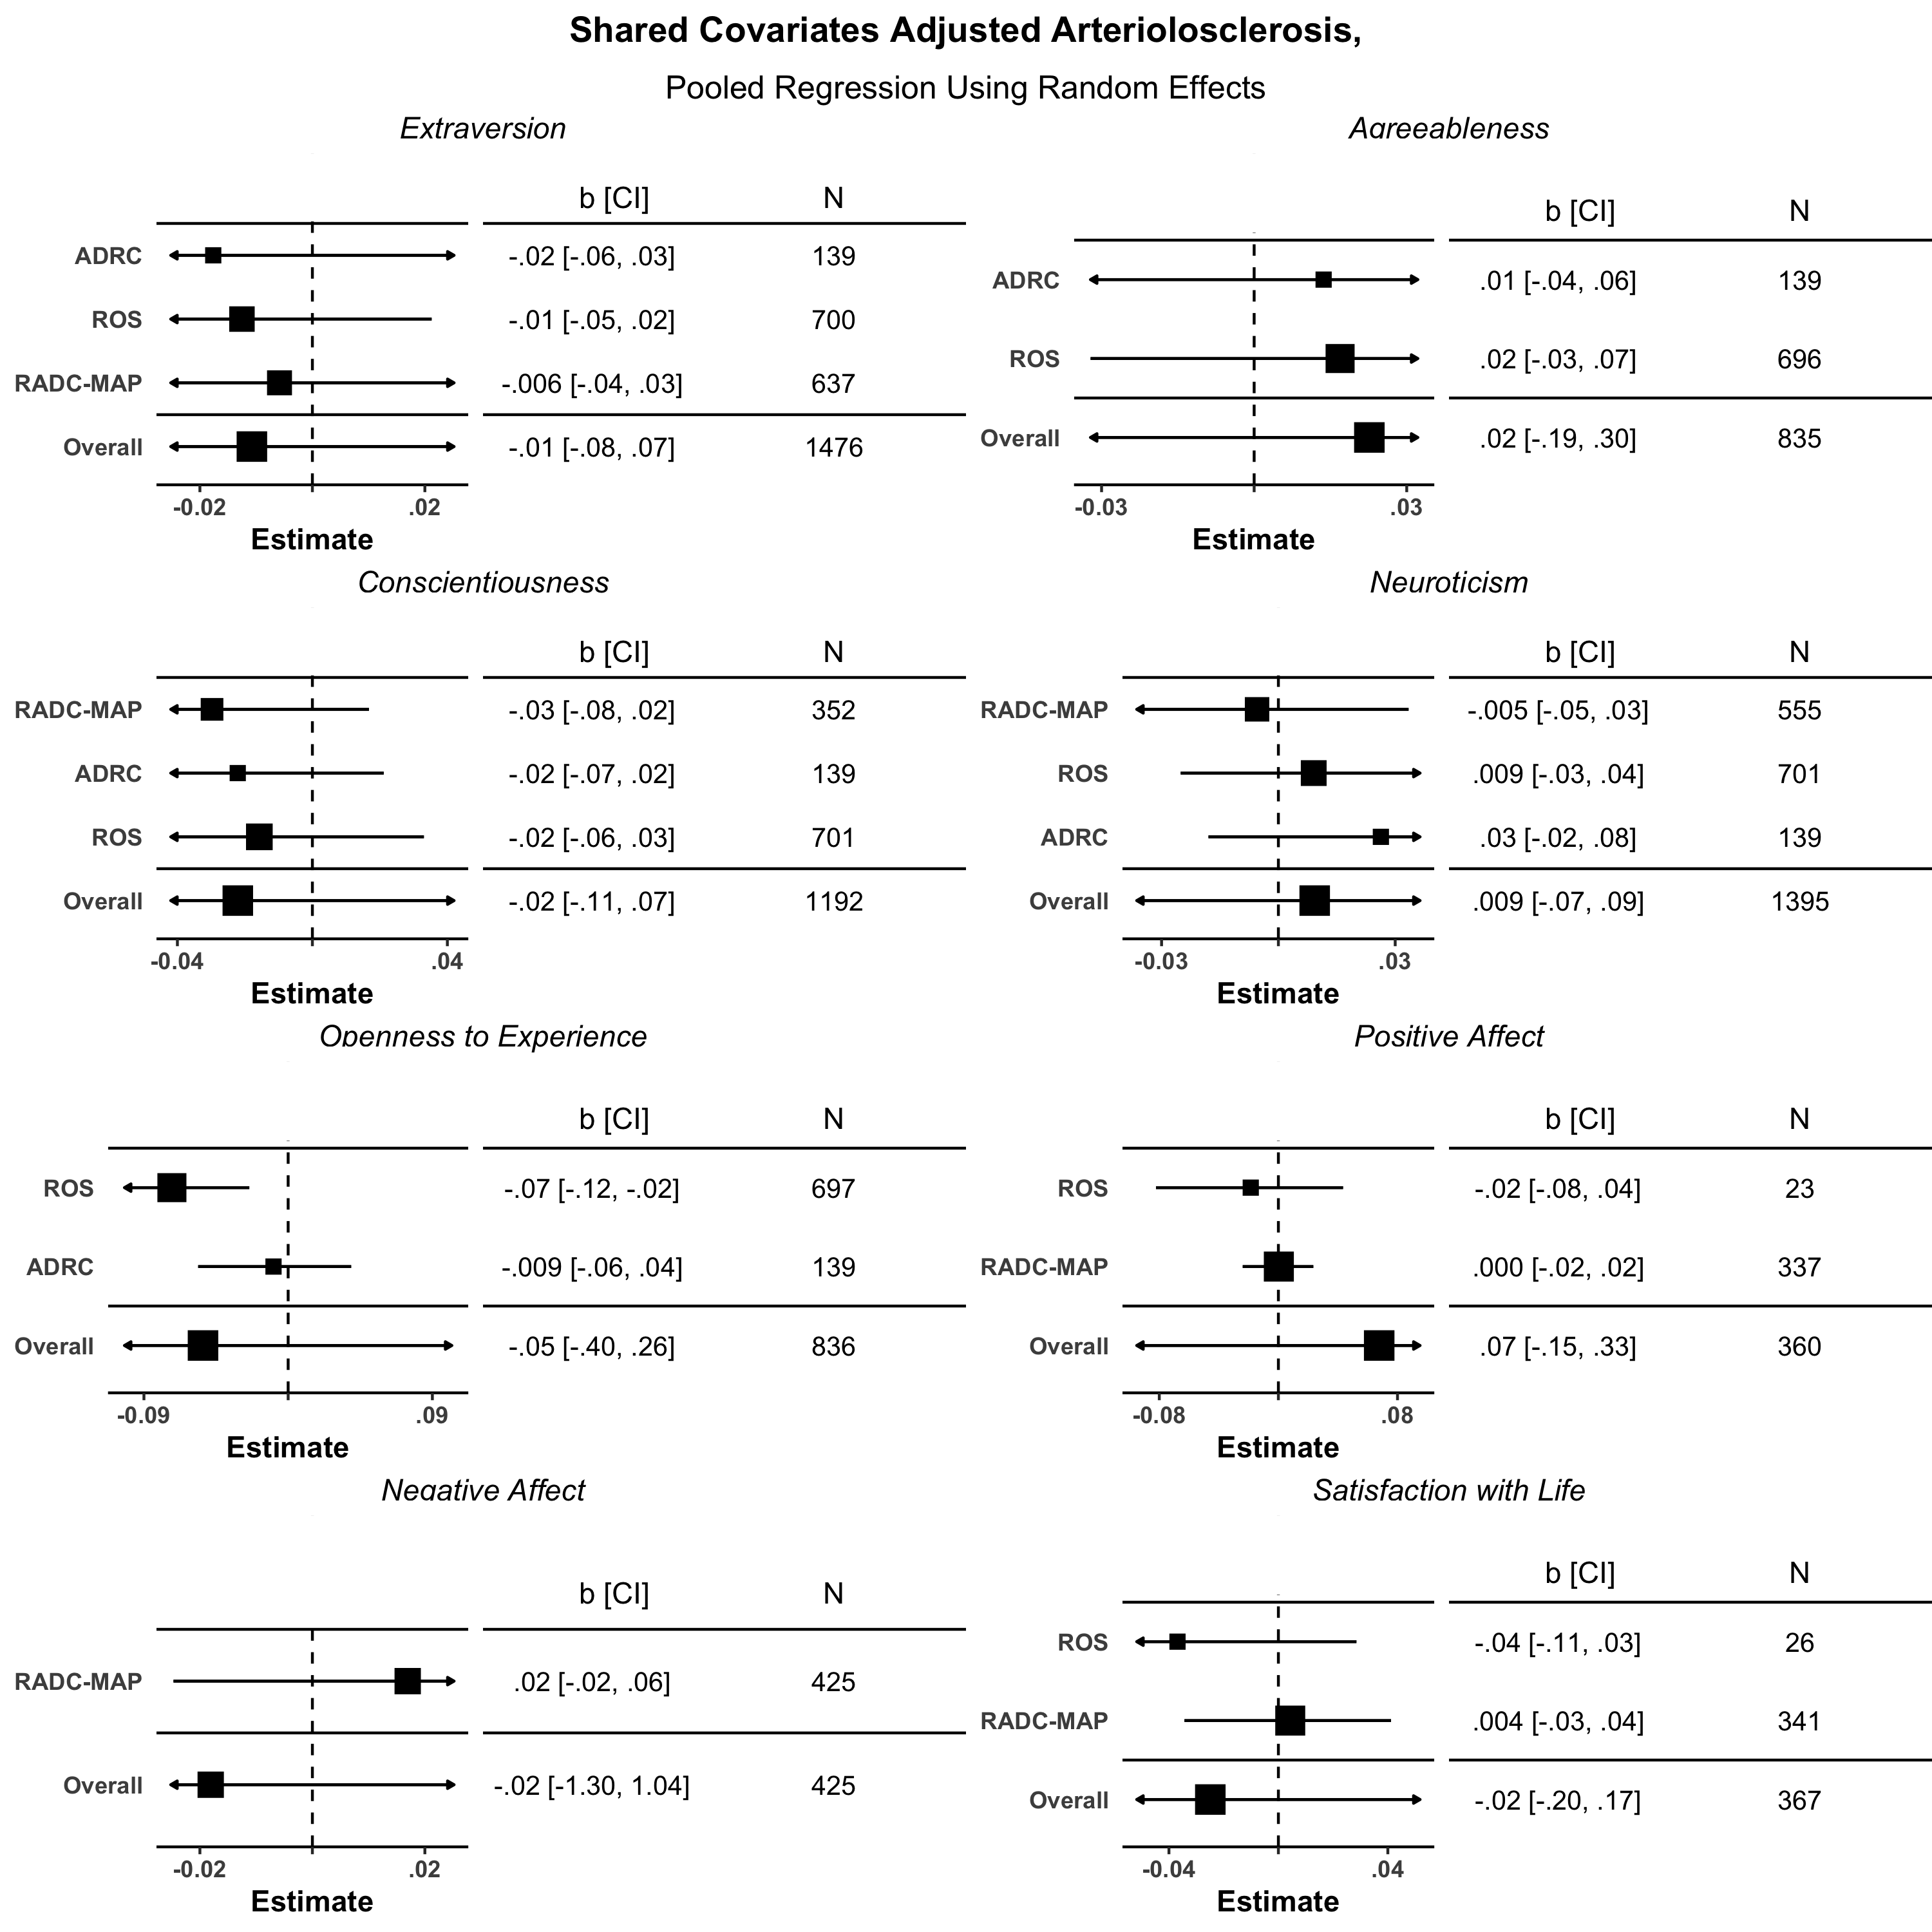 Shared Covariates Adjusted Arteriolosclerosis,
Pooled Regression Using Random Effects
Extraversion
b [CI] N
ADRC -.02 [-.06, .03] 139
ROS -.01 [-.05, .02] 700
RADC-MAP -.006 [-.04, .03] 637
Overall -.01 [-.08, .07] 1476
-0.02 .02
Estimate
Agreeableness
b [CI] N
ADRC .01 [-.04, .06] 139
ROS .02 [-.03, .07] 696
Overall .02 [-.19, .30] 835
-0.03 .03
Estimate
Conscientiousness
b [CI] N
RADC-MAP -.03 [-.08, .02] 352
ADRC -.02 [-.07, .02] 139
ROS -.02 [-.06, .03] 701
Overall -.02 [-.11, .07] 1192
-0.04 .04
Estimate
Neuroticism
b [CI] N
RADC-MAP -.005 [-.05, .03] 555
ROS .009 [-.03, .04] 701
ADRC .03 [-.02, .08] 139
Overall .009 [-.07, .09] 1395
-0.03 .03
Estimate
Openness to Experience
b [CI] N
ROS -.07 [-.12, -.02] 697
ADRC -.009 [-.06, .04] 139
Overall -.05 [-.40, .26] 836
-0.09 .09
Estimate
Positive Affect
b [CI] N
ROS -.02 [-.08, .04] 23
RADC-MAP .000 [-.02, .02] 337
Overall .07 [-.15, .33] 360
-0.08 .08
Estimate
Negative Affect
b [CI] N
RADC-MAP .02 [-.02, .06] 425
Overall -.02 [-1.30, 1.04] 425
-0.02 .02
Estimate
Satisfaction with Life
b [CI] N
ROS -.04 [-.11, .03] 26
RADC-MAP .004 [-.03, .04] 341
Overall -.02 [-.20, .17] 367
-0.04 .04
Estimate